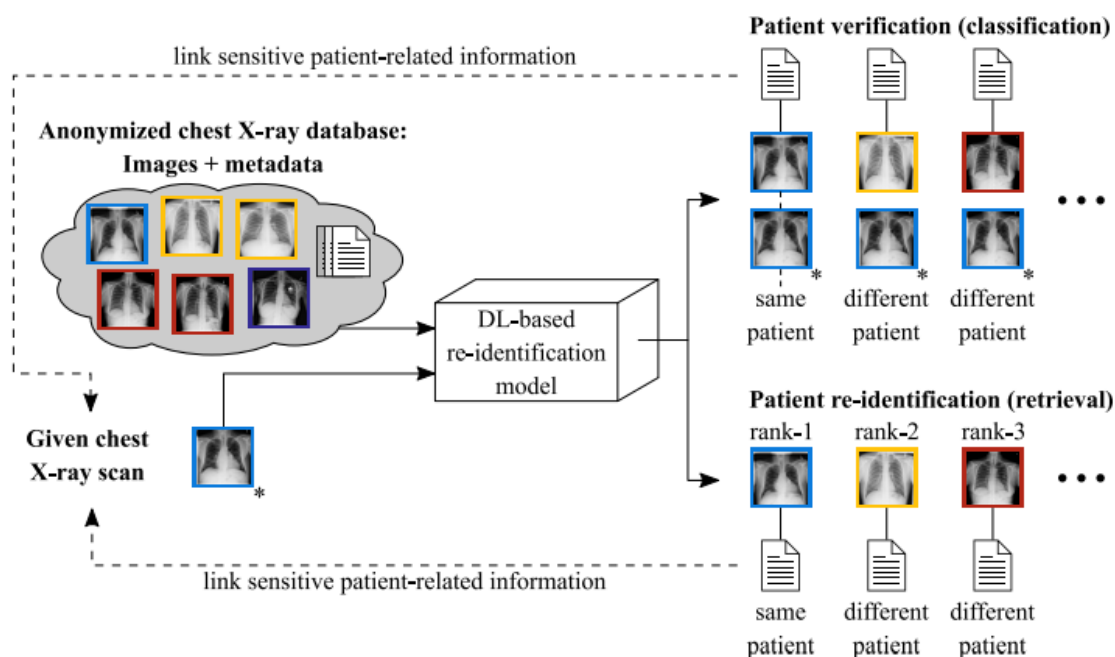 Patient verification (classification)
link sensitive patient-related information
Anonymized chest X-ray database:
Images + metadata
* * *
same different different
patient patient patient
DL-based
re-identification
model
Given chest
X-ray scan
*
Patient re-identification (retrieval)
rank-1 rank-2 rank-3
link sensitive patient-related information
same different different
patient patient patient